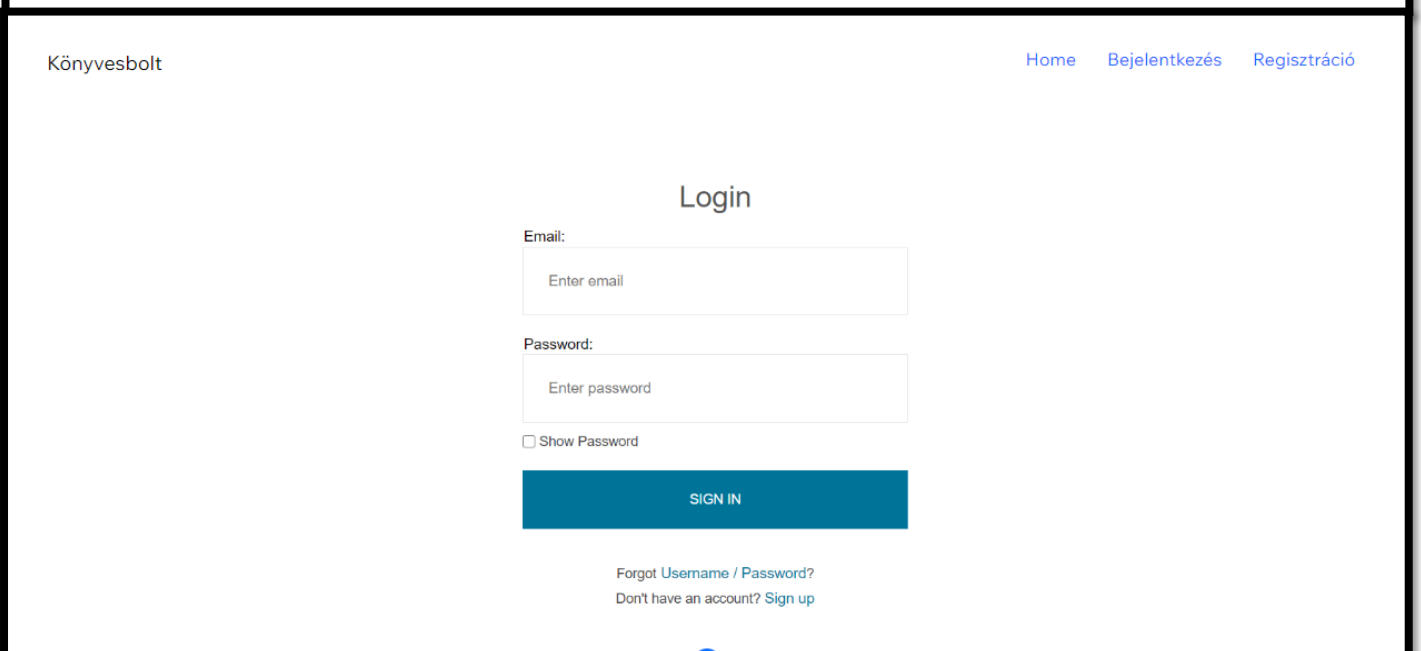 Könyvesbolt
Home Bejelentkezés Regisztráció
Login
Email:
Enter email
Password:
Enter password
Show Password
SIGN IN
Forgot Username / Password?
Don't have an account? Sign up